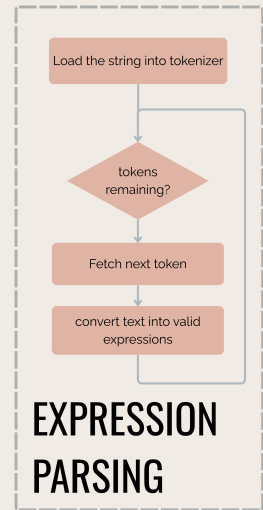 Load the string into tokenizer
tokens
remaining?
Fetch next token
convert text into valid
expressions
EXPRESSION
PARSING